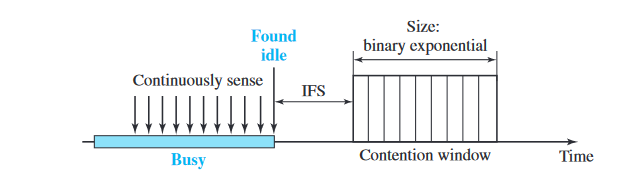 Size:
binary exponential
Found
idle
Continuously sense
IFS
Busy
Contention window
Time